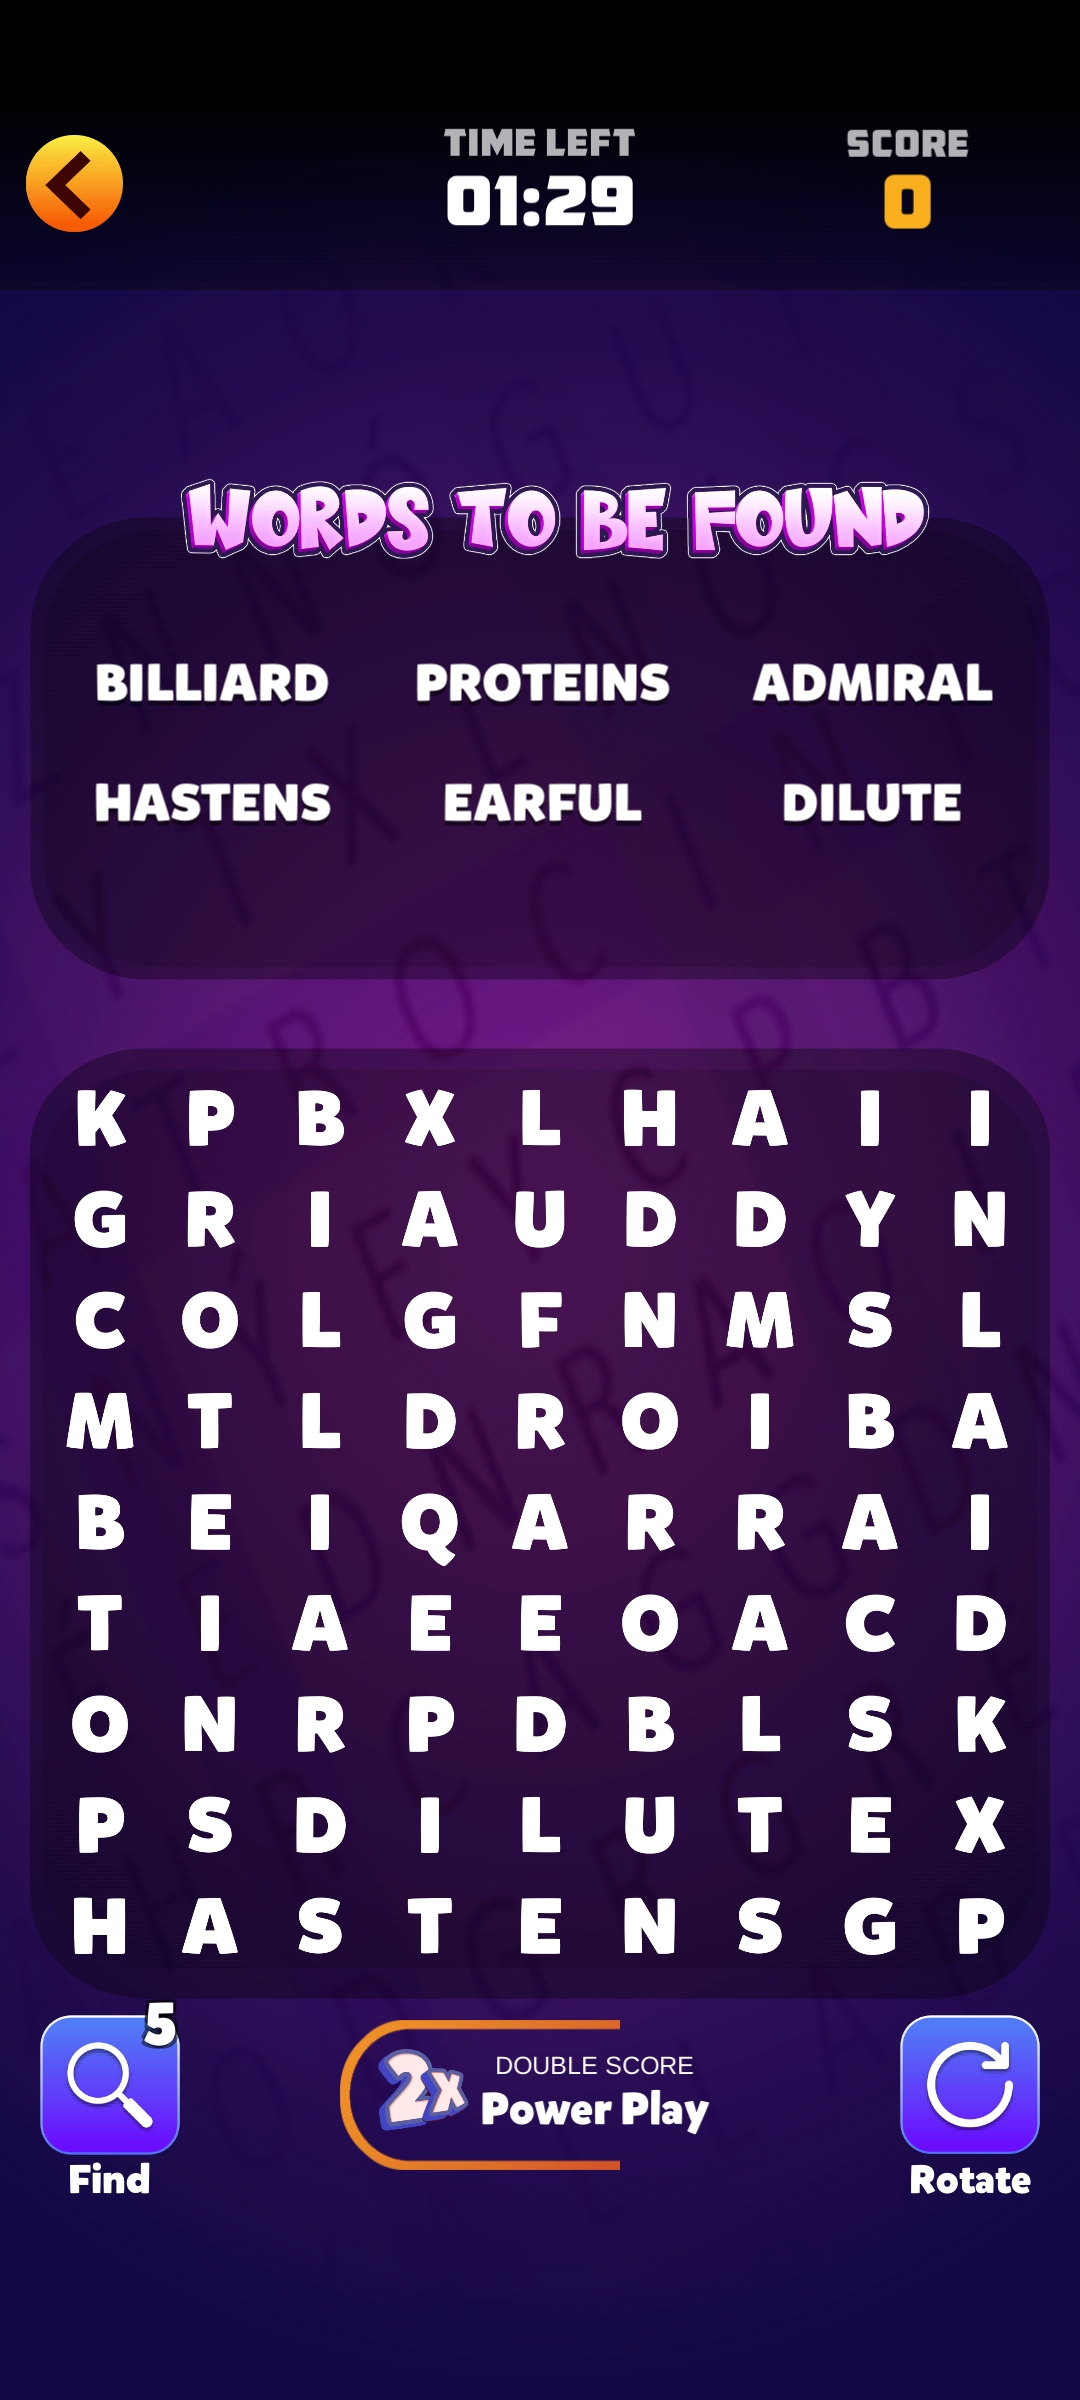 TIME LEFT SCORE
01:29 0
WORDS TO BE FOUND
BILLIARD PROTEINS ADMIRAL
HASTENS EARFUL DILUTE
K P B X L H A I I
G R I A U D D Y N
C O L G F N M S L
M T L D R O I B A
B E I Q A R R A I
T I A E E O A C D
O N R P D B L S K
P S D I L U T E X
H A S T E N S G P
5
2x DOUBLE SCORE
Power Play
Find Rotate